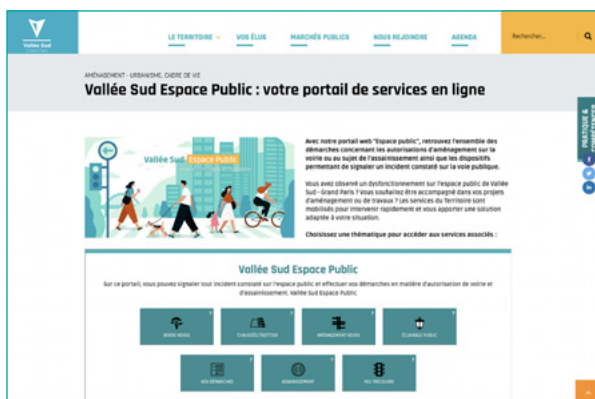 Vallée Sud
LE TERRITOIRE
VOS ÉLUS
MARCHÉS PUBLICS
NOUS REJOINDRE
AGENDA
Rechercher...
AMÉNAGEMENT - URBANISME, CADRE DE VIE
Vallée Sud Espace Public : votre portail de services en ligne
PRATIQUE &
COMPÉTENCES
Vallée Sud Espace Public
Avec notre portail web "Espace public", retrouvez l'ensemble des
démarches concernant les autorisations d'aménagement sur la
voirie ou au sujet de l'assainissement ainsi que les dispositifs
permettant de signaler un incident constaté sur la voie publique.
Vous avez observé un dysfonctionnement sur l'espace public de Vallée
Sud - Grand Paris ? Vous souhaitez être accompagné dans vos projets
d'aménagement ou de travaux ? Les services du Territoire sont
mobilisés pour intervenir rapidement et vous apporter une solution
adaptée à votre situation.
Choisissez une thématique pour accéder aux services associés :
Vallée Sud Espace Public
Sur ce portail, vous pouvez signaler tout incident constaté sur l'espace public et effectuer vos démarches en matière d'autorisation de voirie et
d'assainissement. Vallée Sud Espace Public
CHAUSSÉE/TROTTOIR
AMÉNAGEMENT VOIRIE
ÉCLAIRAGE PUBLIC
VOS DÉMARCHES
ASSAINISSEMENT
FEU TRICOLORE